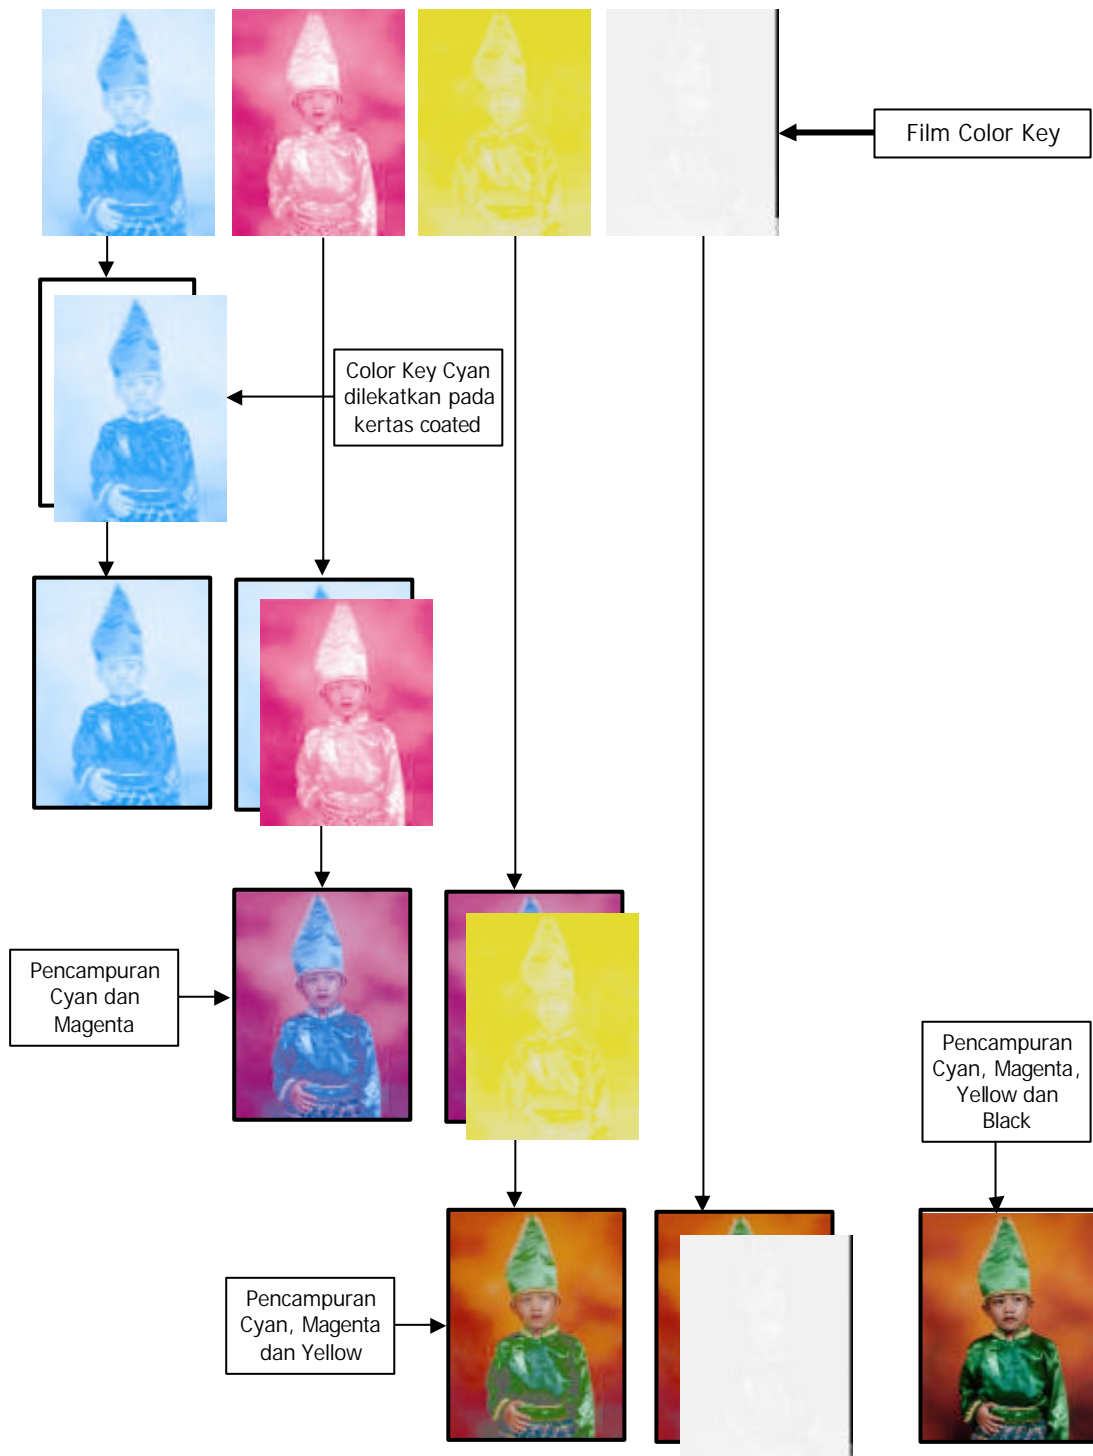 Film Color Key
Color Key Cyan
dilekatkan pada
kertas coated
Pencampuran
Cyan dan
Magenta
Pencampuran
Cyan, Magenta,
Yellow dan
Black
Pencampuran
Cyan, Magenta
dan Yellow